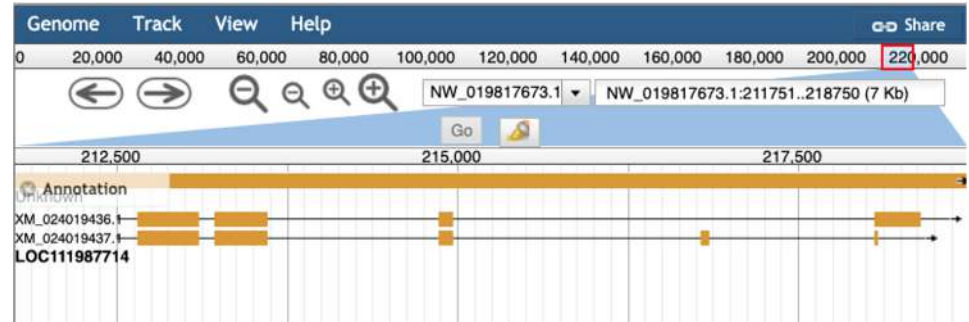 Genome Track View Help Share
0 20,000 40,000 60,000 80,000 100,000 120,000 140,000 160,000 180,000 200,000 220,000
NW_019817673.1 NW_019817673.1:211751..218750 (7 Kb)
Go
212,500 215,000 217,500
Annotation
Unknown
XM_024019436.1
XM_024019437.1
LOC111987714